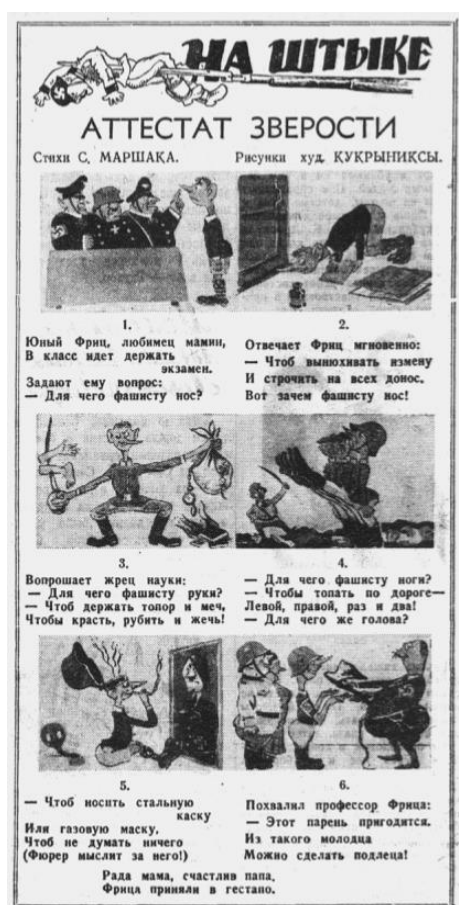 НА ШТЫКЕ
АТТЕСТАТ ЗВЕРОСТИ
Стихи С. МАРШАКА. Рисунки худ. КУКРЫНИКСЫ.
1.
Юный Фриц, любимец мамин,
В класс идет держать
экзамен.
Задают ему вопрос:
— Для чего фашисту нос?
2.
Отвечает Фриц мгновенно:
— Чтоб вынюхивать измену
И строчить на всех донос.
Вот зачем фашисту нос!
3.
Вопрошает жрец науки:
— Для чего фашисту руки?
— Чтоб держать топор и меч,
Чтобы красть, рубить и жечь!
4.
— Для чего фашисту ноги?
— Чтобы топать по дороге—
Левой, правой, раз и два!
— Для чего же голова?
5.
— Чтоб носить стальную
каску
Или газовую маску,
Чтоб не думать ничего
(Фюрер мыслит за него!)
6.
Похвалил профессор Фрица:
— Этот парень пригодится.
Из такого молодца
Можно сделать подлеца!
Рада мама, счастлив папа,
Фрица приняли в гестапо.